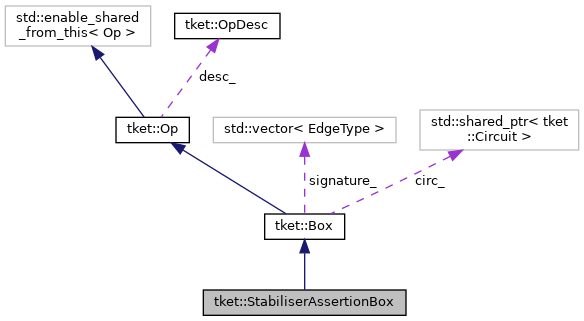 std::enable_shared
_from_this< Op >
tket::OpDesc
desc_
tket::Op
std::vector< EdgeType >
std::shared_ptr< tket
::Circuit >
signature_
circ_
tket::Box
tket::StabiliserAssertionBox